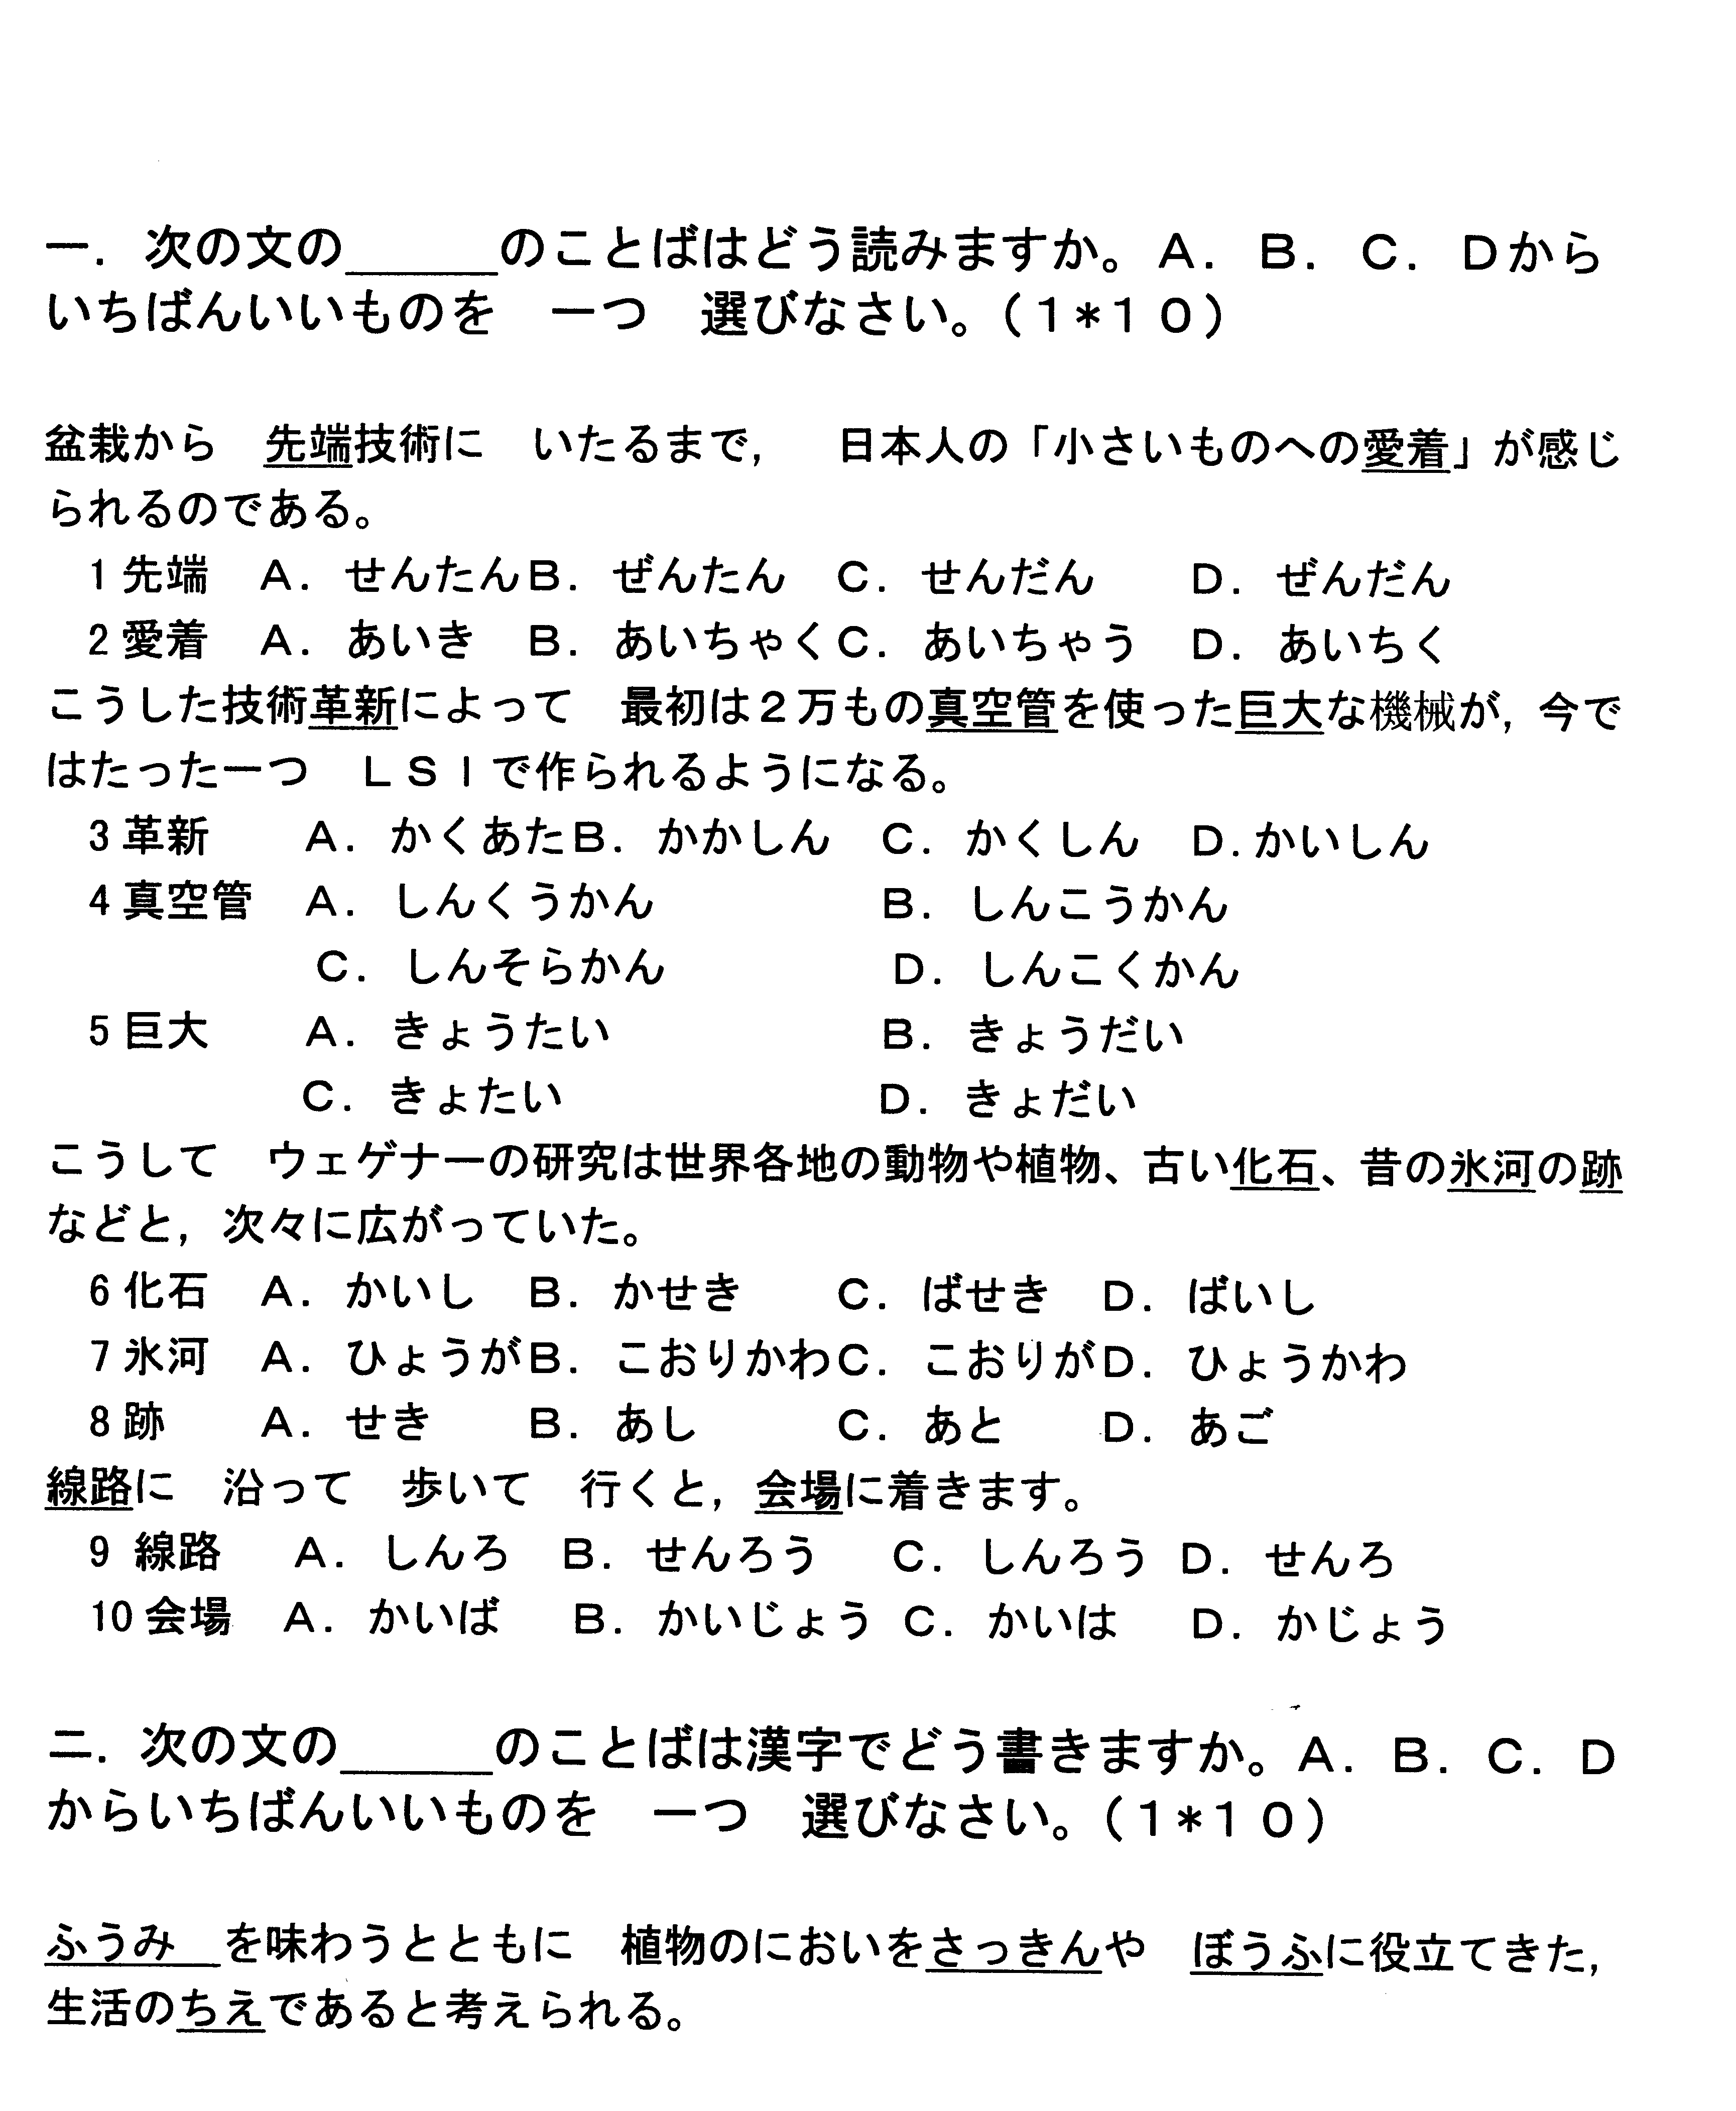 一．次の文の＿＿＿のことばはどう読みますか。Ａ．Ｂ．Ｃ．Ｄから
いちばんいいものを　一つ　選びなさい。（１*１０）
盆栽から　先端技術に　いたるまで，　日本人の「小さいものへの愛着」が感じ
られるのである。
1 先端　Ａ．せんたんＢ．ぜんたん　Ｃ．せんだん　　Ｄ．ぜんだん
2 愛着　Ａ．あいき　Ｂ．あいちゃくＣ．あいちゃう　Ｄ．あいちく
こうした技術革新によって　最初は２万もの真空管を使った巨大な機械が，今で
はたった一つ　ＬＳＩで作られるようになる。
3 革新　　Ａ．かくあたＢ．かかしん　Ｃ．かくしん　Ｄ.かいしん
4 真空管　Ａ．しんくうかん　　　　　Ｂ．しんこうかん
Ｃ．しんそらかん　　　　　Ｄ．しんこくかん
5 巨大　　Ａ．きょうたい　　　　　　Ｂ．きょうだい
Ｃ．きょたい　　　　　　　Ｄ．きょだい
こうして　ウェゲナーの研究は世界各地の動物や植物、古い化石、昔の氷河の跡
などと，次々に広がっていた。
6 化石　Ａ．かいし　Ｂ．かせき　　Ｃ．ばせき　Ｄ．ばいし
7 氷河　Ａ．ひょうがＢ．こおりかわＣ．こおりがＤ．ひょうかわ
8 跡　　Ａ．せき　　Ｂ．あし　　　Ｃ．あと　　Ｄ．あご
線路に　沿って　歩いて　行くと，会場に着きます。
9 線路　Ａ．しんろ　Ｂ．せんろう　Ｃ．しんろう Ｄ．せんろ
10 会場　Ａ．かいば　Ｂ．かいじょう Ｃ．かいは　Ｄ．かじょう
二．次の文の＿＿＿のことばは漢字でどう書きますか。Ａ．Ｂ．Ｃ．Ｄ
からいちばんいいものを　一つ　選びなさい。（１*１０）
ふうみ　を味わうとともに　植物のにおいをさっきんや　ぼうふに役立てきた，
生活のちえであると考えられる。